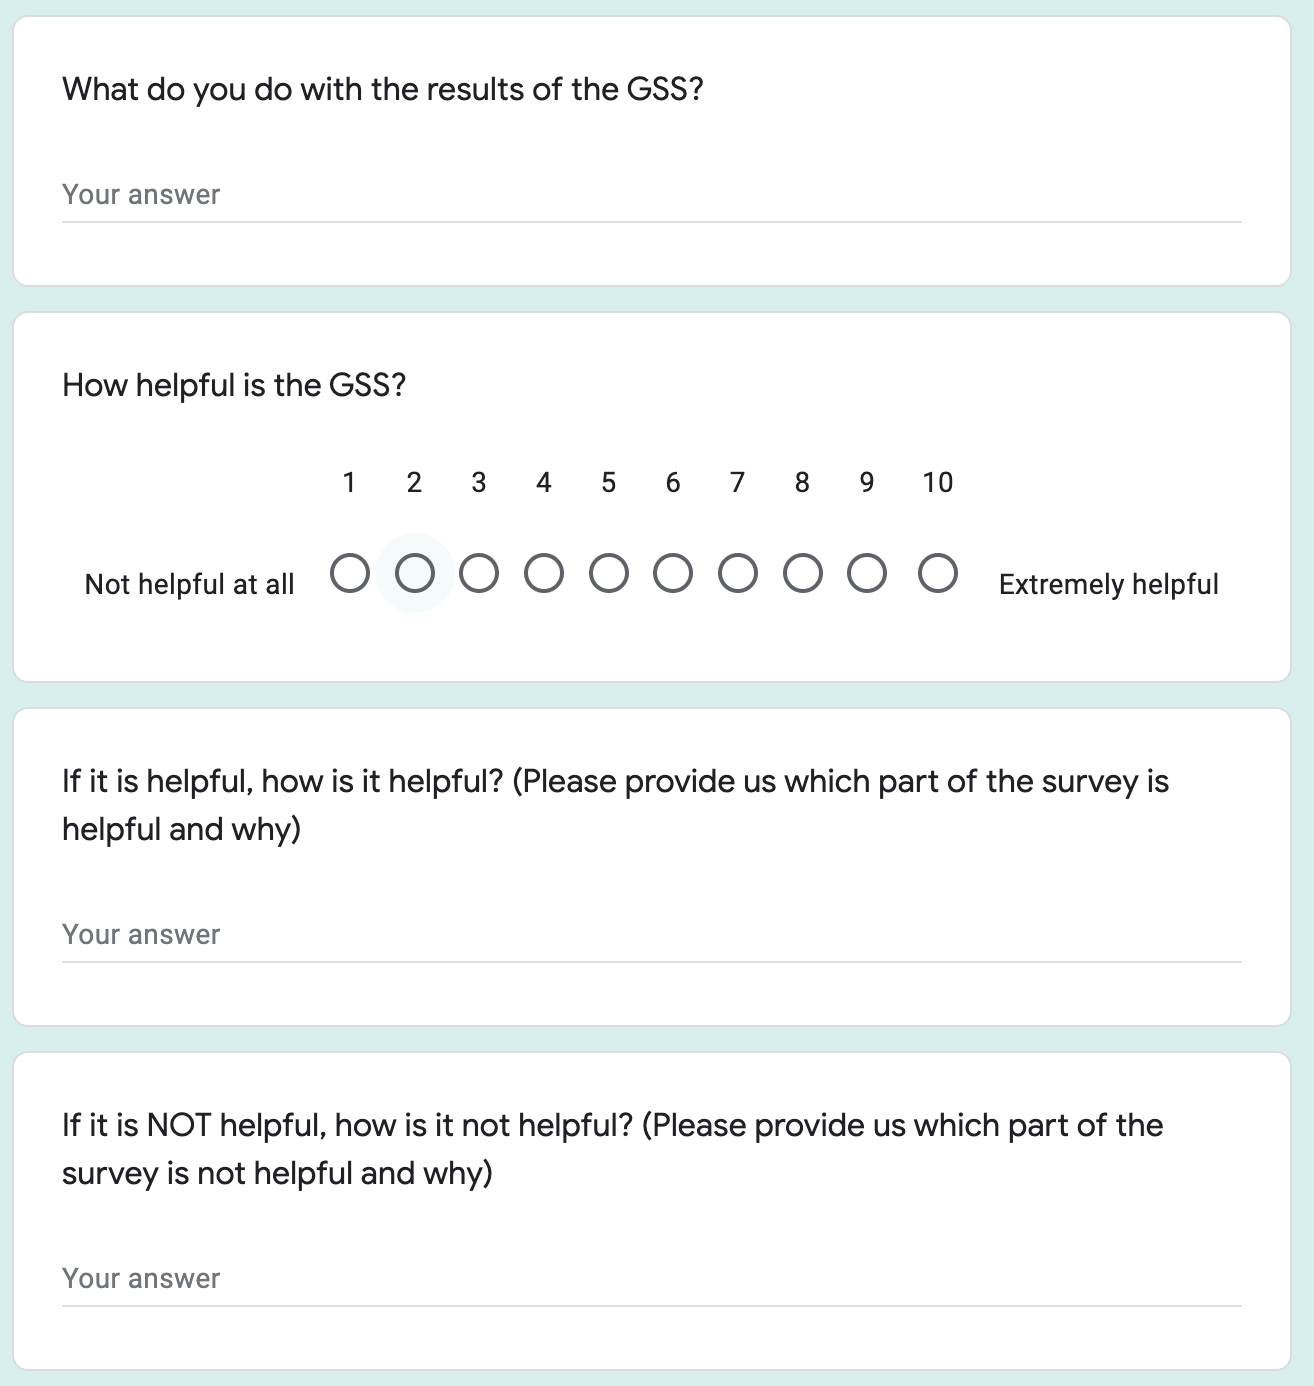 What do you do with the results of the GSS?
Your answer
How helpful is the GSS?
1 2 3 4 5 6 7 8 9 10
Not helpful at all Extremely helpful
If it is helpful, how is it helpful? (Please provide us which part of the survey is
helpful and why)
Your answer
If it is NOT helpful, how is it not helpful? (Please provide us which part of the
survey is not helpful and why)
Your answer